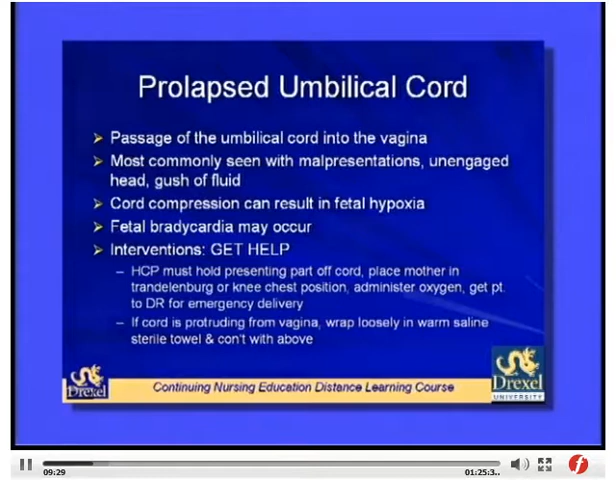 Prolapsed Umbilical Cord
➤ Passage of the umbilical cord into the vagina
➤ Most commonly seen with malpresentations, unengaged
head, gush of fluid
➤ Cord compression can result in fetal hypoxia
➤ Fetal bradycardia may occur
➤ Interventions: GET HELP
– HCP must hold presenting part off cord, place mother in
trandelenburg or knee chest position, administer oxygen, get pt.
to DR for emergency delivery
– If cord is protruding from vagina, wrap loosely in warm saline
sterile towel & con't with above
Drexel
Continuing Nursing Education Distance Learning Course
Drexel
UNIVERSITY
09:29
01:25:3..
f